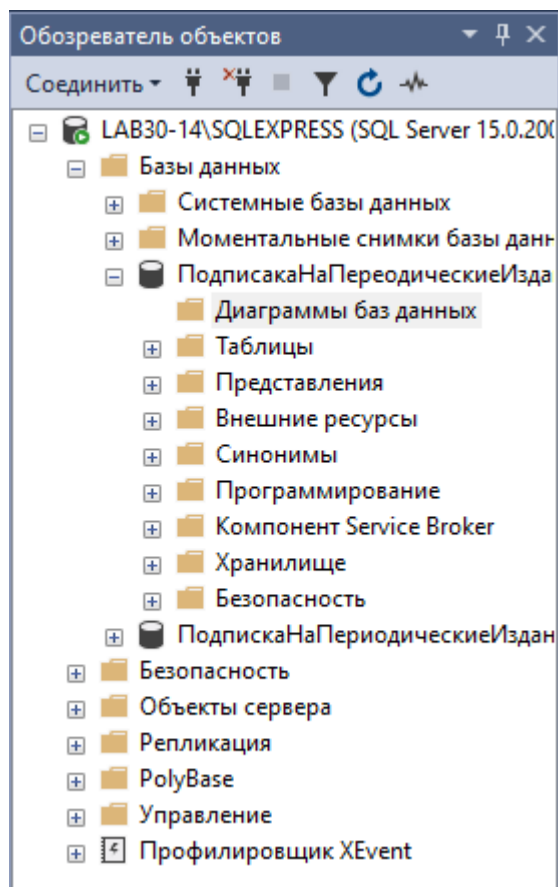 Обозреватель объектов
Соединить
LAB30-14\SQLEXPRESS (SQL Server 15.0.200
Базы данных
Системные базы данных
Моментальные снимки базы данн
ПодписакаНаПереодическиеИзда
Диаграммы баз данных
Таблицы
Представления
Внешние ресурсы
Синонимы
Программирование
Компонент Service Broker
Хранилище
Безопасность
ПодпискаНаПериодическиеИздан
Безопасность
Объекты сервера
Репликация
PolyBase
Управление
Профилировщик XEvent